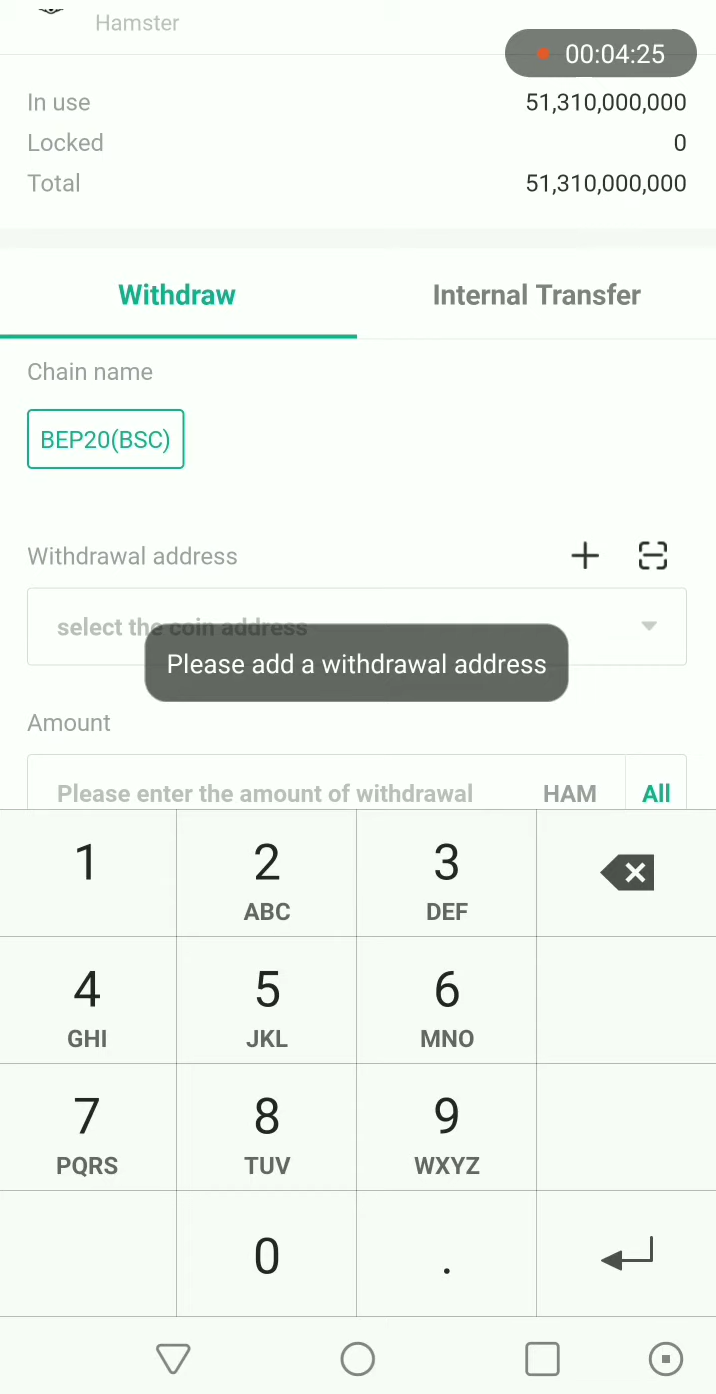 Hamster
00:04:25
In use 51,310,000,000
Locked 0
Total 51,310,000,000
Withdraw Internal Transfer
Chain name
BEP20(BSC)
Withdrawal address
select the coin address
Please add a withdrawal address
Amount
Please enter the amount of withdrawal HAM All
1 2 3
ABC DEF
4 5 6
GHI JKL MNO
7 8 9
PQRS TUV WXYZ
0 .